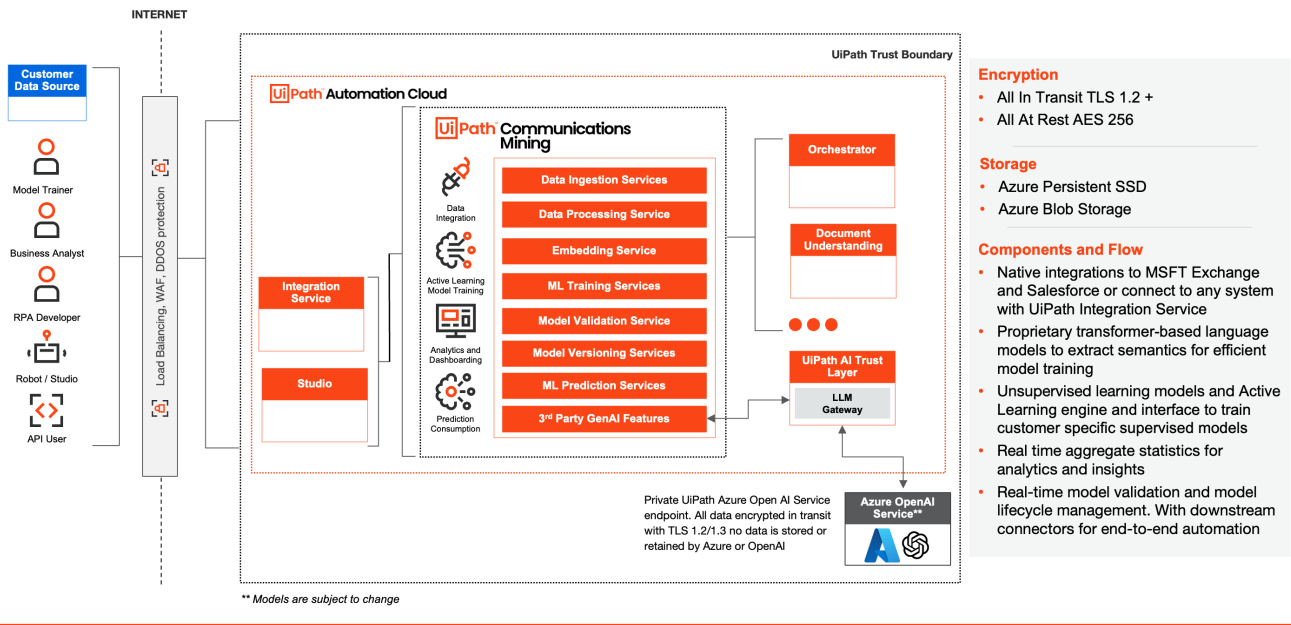 INTERNET
UiPath Trust Boundary
Customer
Data Source
Model Trainer
Business Analyst
RPA Developer
Robot / Studio
API User
Load Balancing, WAF, DDOS protection
UiPath Automation Cloud
Integration
Service
Studio
UiPath Communications
Mining
Data
Integration
Active Learning
Model Training
Analytics and
Dashboarding
Prediction
Consumption
Data Ingestion Services
Data Processing Service
Embedding Service
ML Training Services
Model Validation Service
Model Versioning Services
ML Prediction Services
3rd Party GenAI Features
Orchestrator
Document
Understanding
UiPath AI Trust
Layer
LLM
Gateway
Private UiPath Azure Open AI Service
endpoint. All data encrypted in transit
with TLS 1.2/1.3 no data is stored or
retained by Azure or OpenAI
Azure OpenAI
Service**
** Models are subject to change
Encryption
• All In Transit TLS 1.2 +
• All At Rest AES 256
Storage
• Azure Persistent SSD
• Azure Blob Storage
Components and Flow
• Native integrations to MSFT Exchange
and Salesforce or connect to any system
with UiPath Integration Service
• Proprietary transformer-based language
models to extract semantics for efficient
model training
• Unsupervised learning models and Active
Learning engine and interface to train
customer specific supervised models
• Real time aggregate statistics for
analytics and insights
• Real-time model validation and model
lifecycle management. With downstream
connectors for end-to-end automation